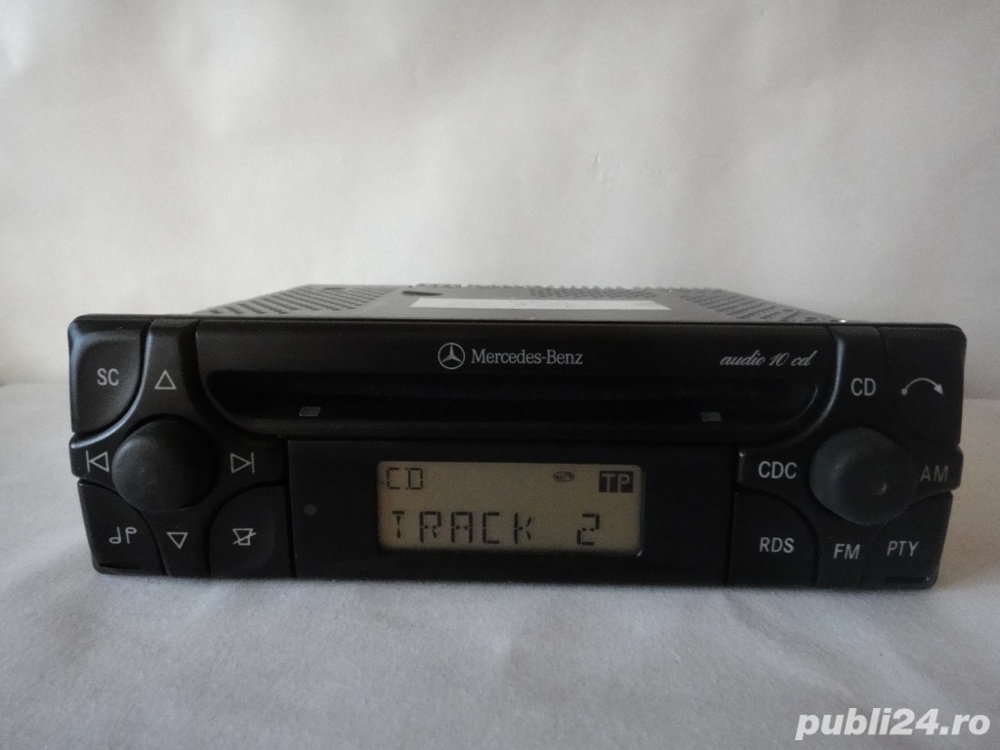 Mercedes-Benz
audio 10 cd
SC
CD
CDC
AM
CD
TP
TRACK 2
RDS
FM
PTY
publi24.ro